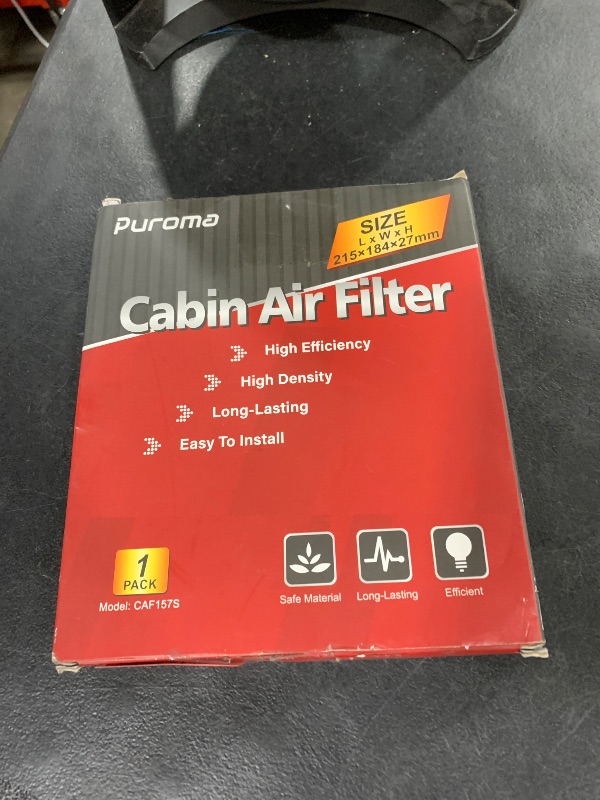 Puroma
SIZE
L x W x H
215×184×27mm
Cabin Air Filter
High Efficiency
High Density
Long-Lasting
Easy To Install
1
PACK
Model: CAF157S
Safe Material
Long-Lasting
Efficient